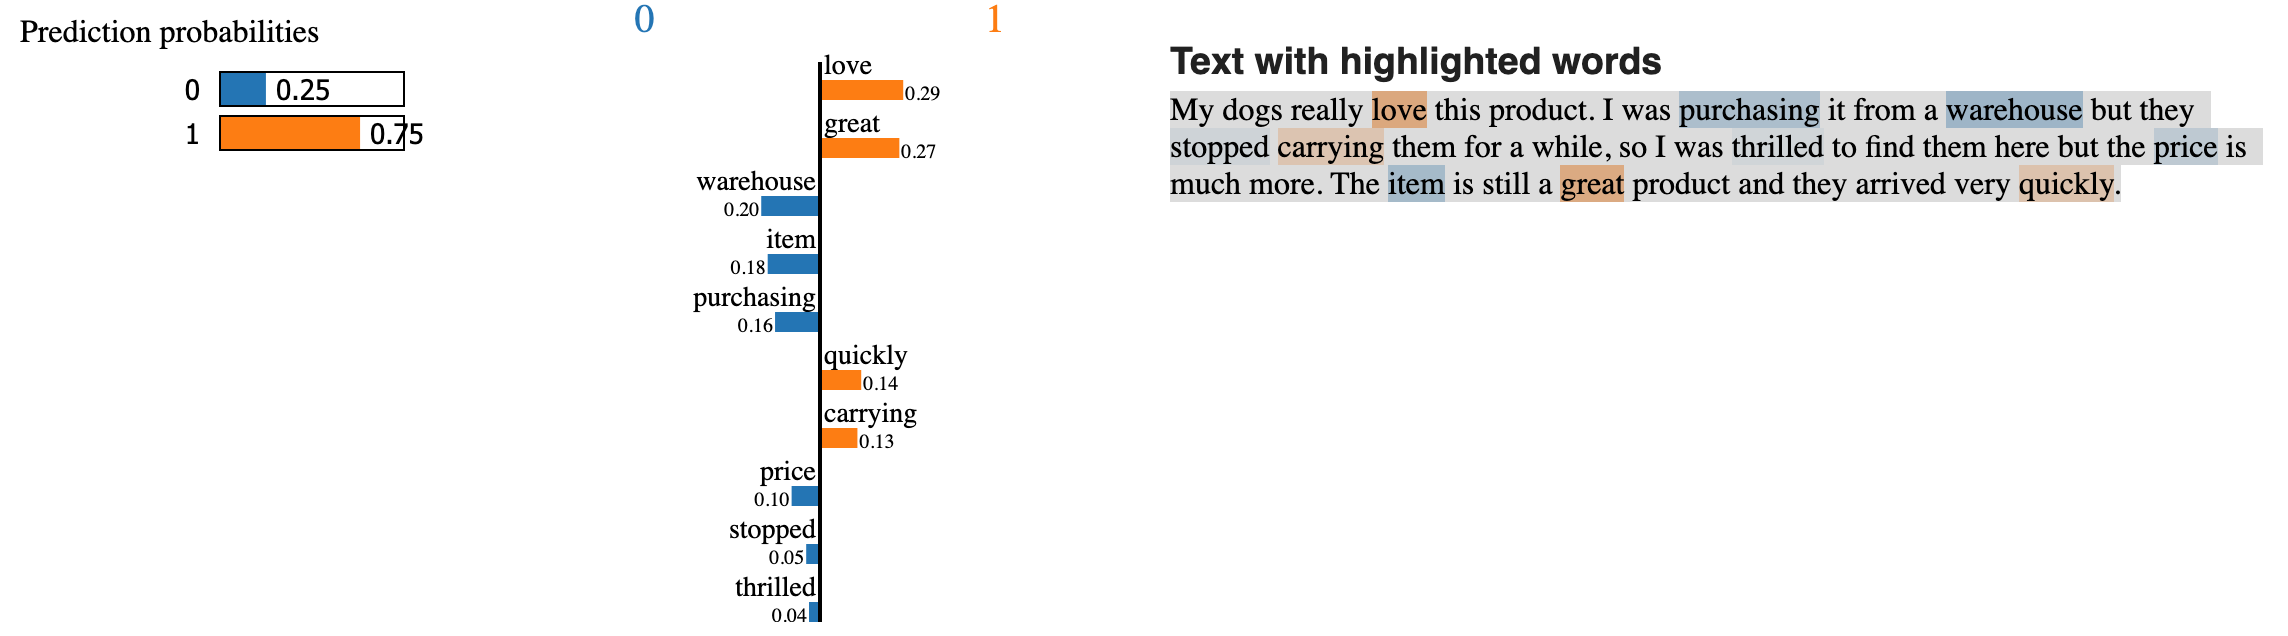 Prediction probabilities
0 0.25
1 0.75
0 1
love
0.29
great
0.27
warehouse
0.20
item
0.18
purchasing
0.16
quickly
0.14
carrying
0.13
price
0.10
stopped
0.05
thrilled
0.04
Text with highlighted words
My dogs really love this product. I was purchasing it from a warehouse but they
stopped carrying them for a while, so I was thrilled to find them here but the price is
much more. The item is still a great product and they arrived very quickly.